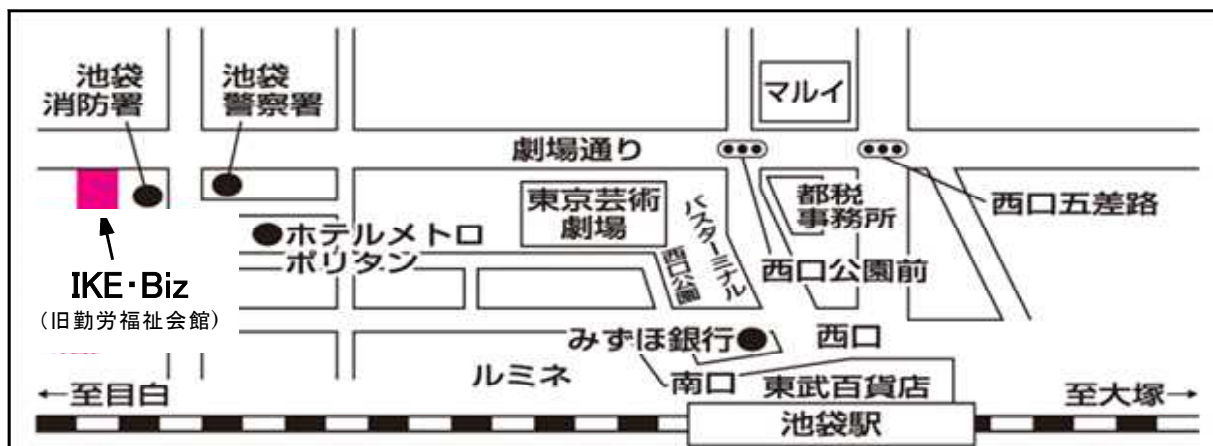 池袋
消防署
池袋
警察署
マルイ
劇場通り
東京芸術
劇場
バスターミナル
西口公園
都税
事務所
西口五差路
西口公園前
ホテルメトロ
ポリタン
IKE・Biz
(旧勤労福祉会館)
みずほ銀行
西口
ルミネ
南口
東武百貨店
←至目白
至大塚→
池袋駅